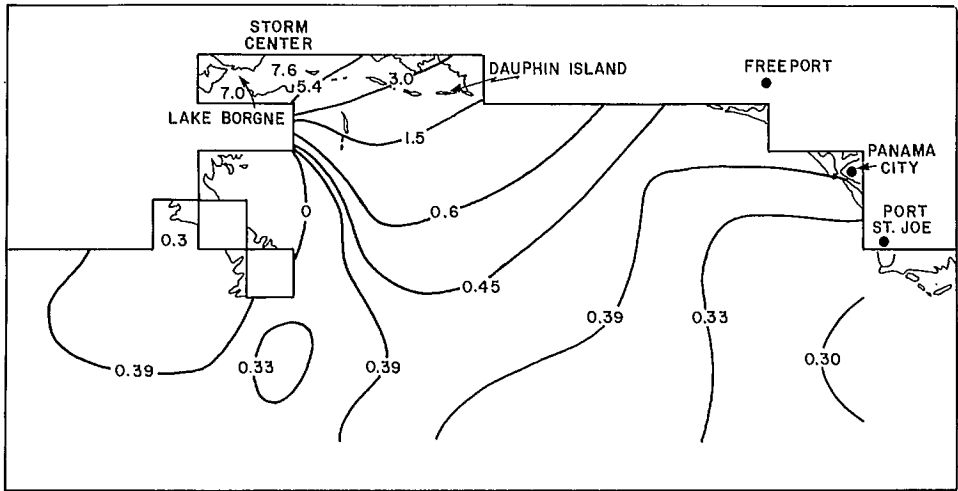 STORM
CENTER
7.6
5.4
3.0
DAUPHIN ISLAND
FREEPORT
7.0
LAKE BORGNE
1.5
PANAMA
CITY
0
0.6
PORT
ST. JOE
0.3
0.45
0.39
0.33
0.30
0.39
0.33
0.39